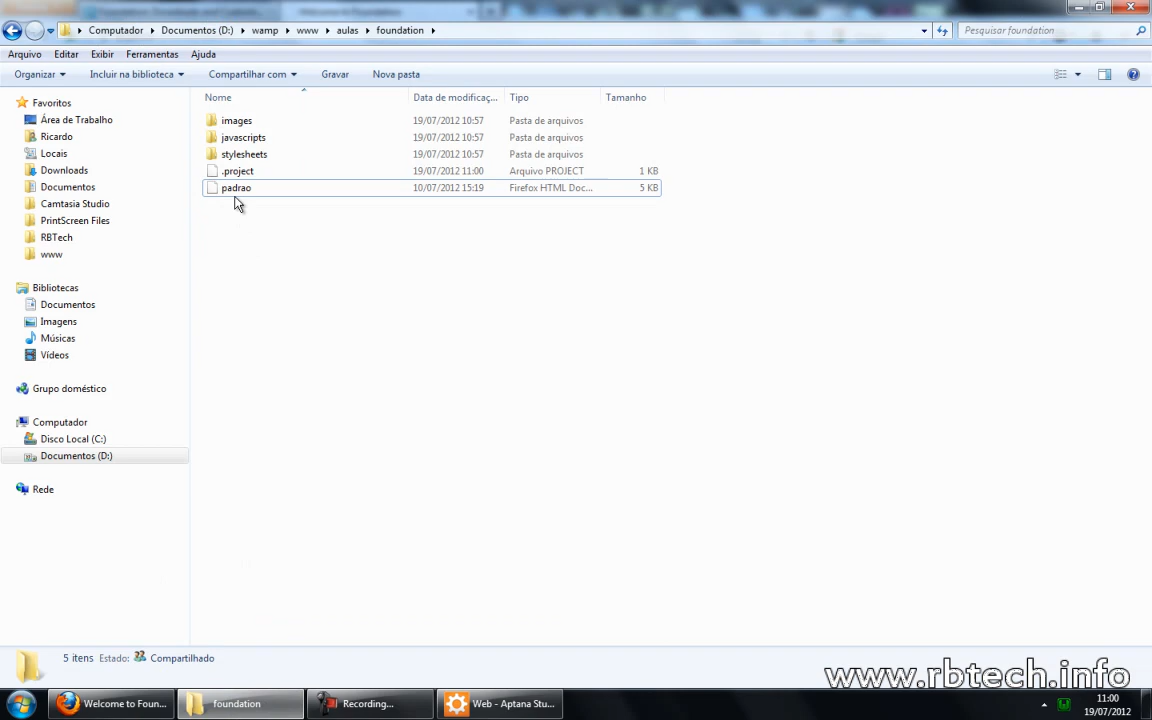 Computador Documentos (D:) wamp www aulas foundation
Pesquisar foundation
Arquivo Editar Exibir Ferramentas Ajuda
Organizar Incluir na biblioteca Compartilhar com Gravar Nova pasta
Nome Data de modificaç... Tipo Tamanho
images 19/07/2012 10:57 Pasta de arquivos
javascripts 19/07/2012 10:57 Pasta de arquivos
stylesheets 19/07/2012 10:57 Pasta de arquivos
.project 19/07/2012 11:00 Arquivo PROJECT 1 KB
padrao 10/07/2012 15:19 Firefox HTML Doc... 5 KB
Favoritos
Área de Trabalho
Ricardo
Locais
Downloads
Documentos
Camtasia Studio
PrintScreen Files
RBTech
www
Bibliotecas
Documentos
Imagens
Músicas
Vídeos
Grupo doméstico
Computador
Disco Local (C:)
Documentos (D:)
Rede
5 itens Estado: Compartilhado
www.rbtech.info
Welcome to Foun... foundation Recording... Web - Aptana Stu...
11:00
19/07/2012